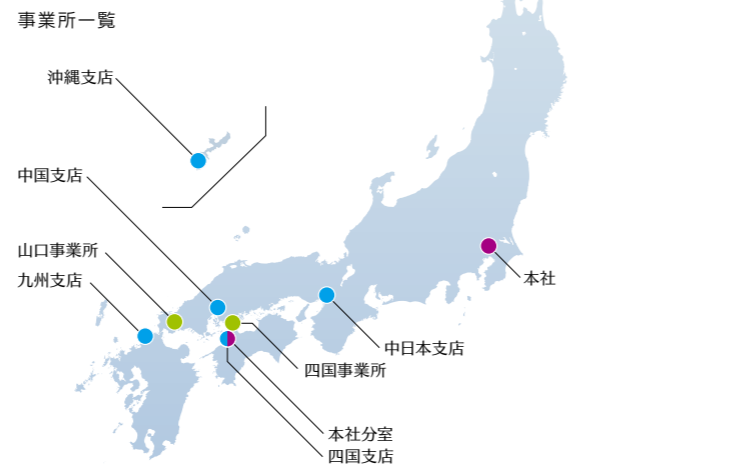 事業所一覧
沖縄支店
中国支店
山口事業所
九州支店
本社
中日本支店
四国事業所
本社分室
四国支店